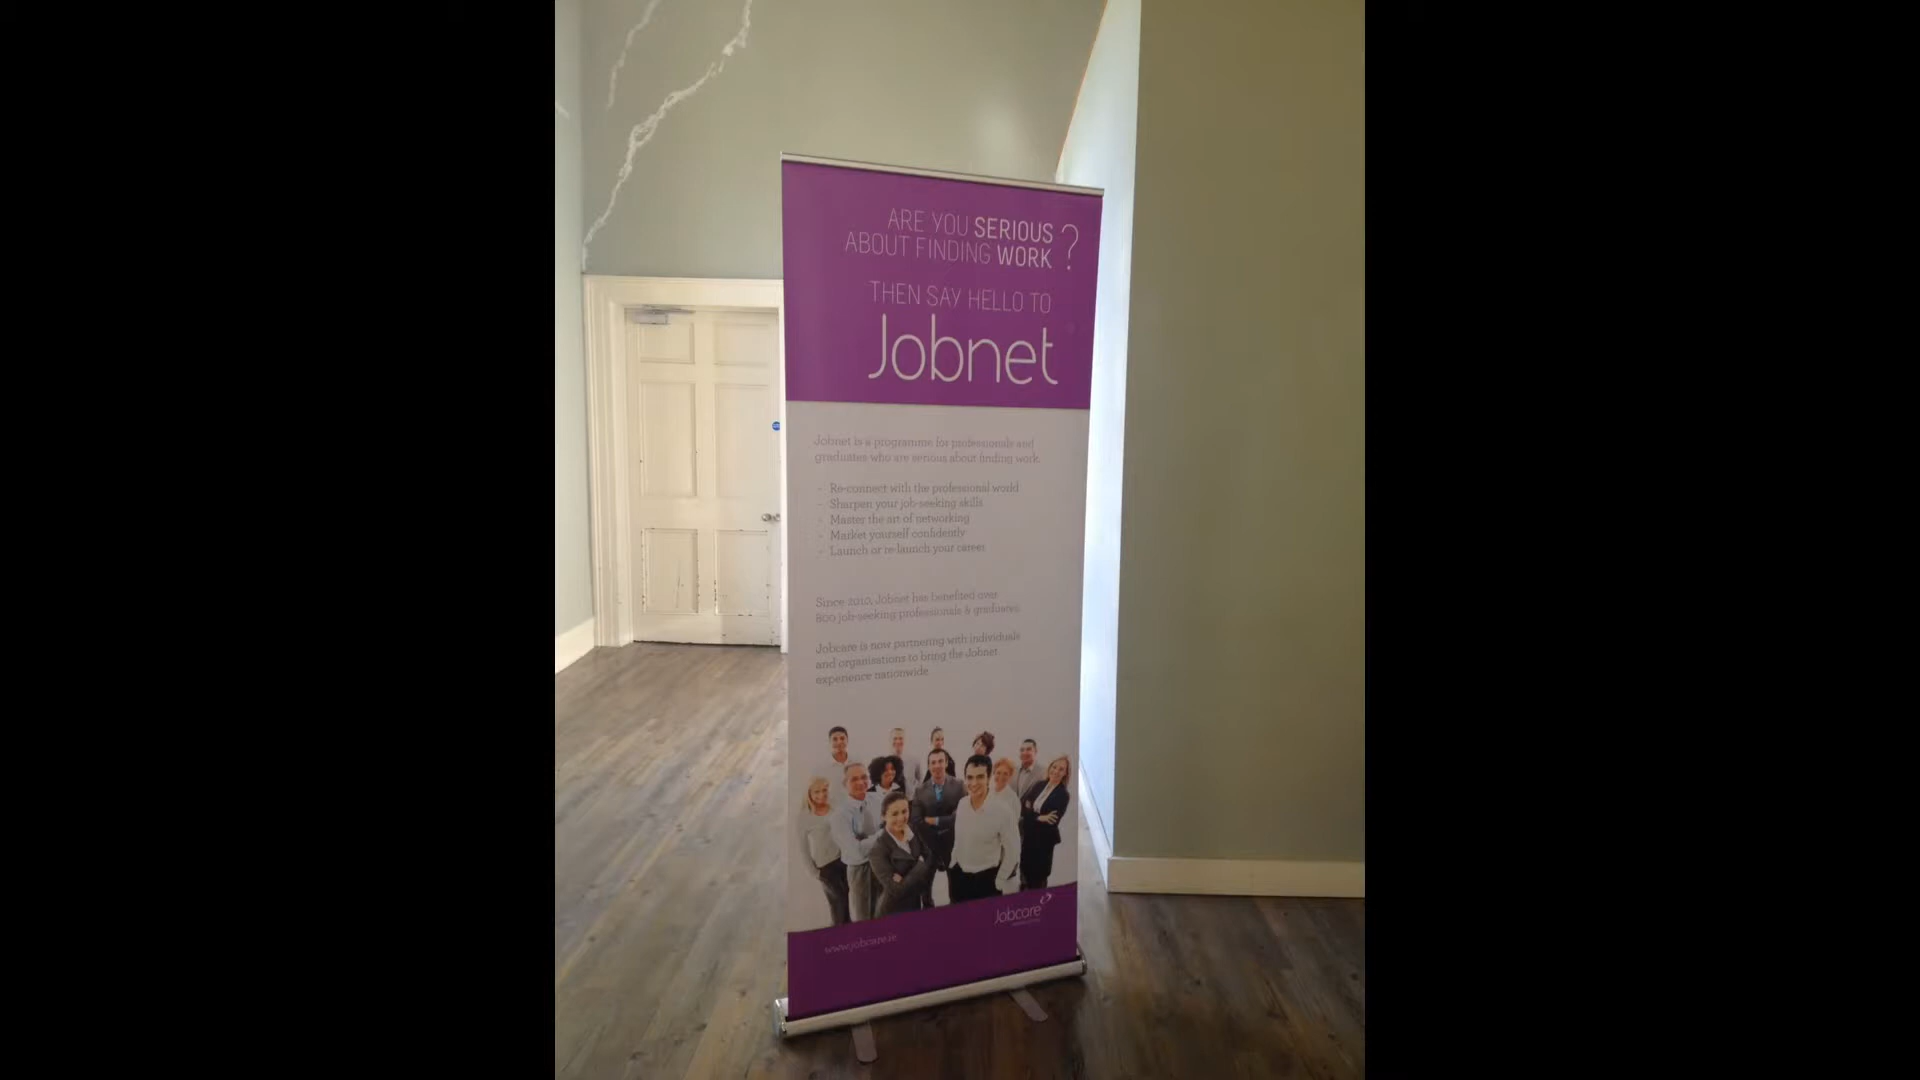 ARE YOU SERIOUS
ABOUT FINDING WORK ?
THEN SAY HELLO TO
Jobnet
Jobnet is a programme for professionals and
graduates who are serious about finding work.
- Re-connect with the professional world
- Sharpen your job-seeking skills
- Master the art of networking
- Market yourself confidently
- Launch or re-launch your career
Since 2010, Jobnet has benefited over
800 job-seeking professionals & graduates.
Jobcare is now partnering with individuals
and organisations to bring the Jobnet
experience nationwide
Jobcare
www.jobcare.ie